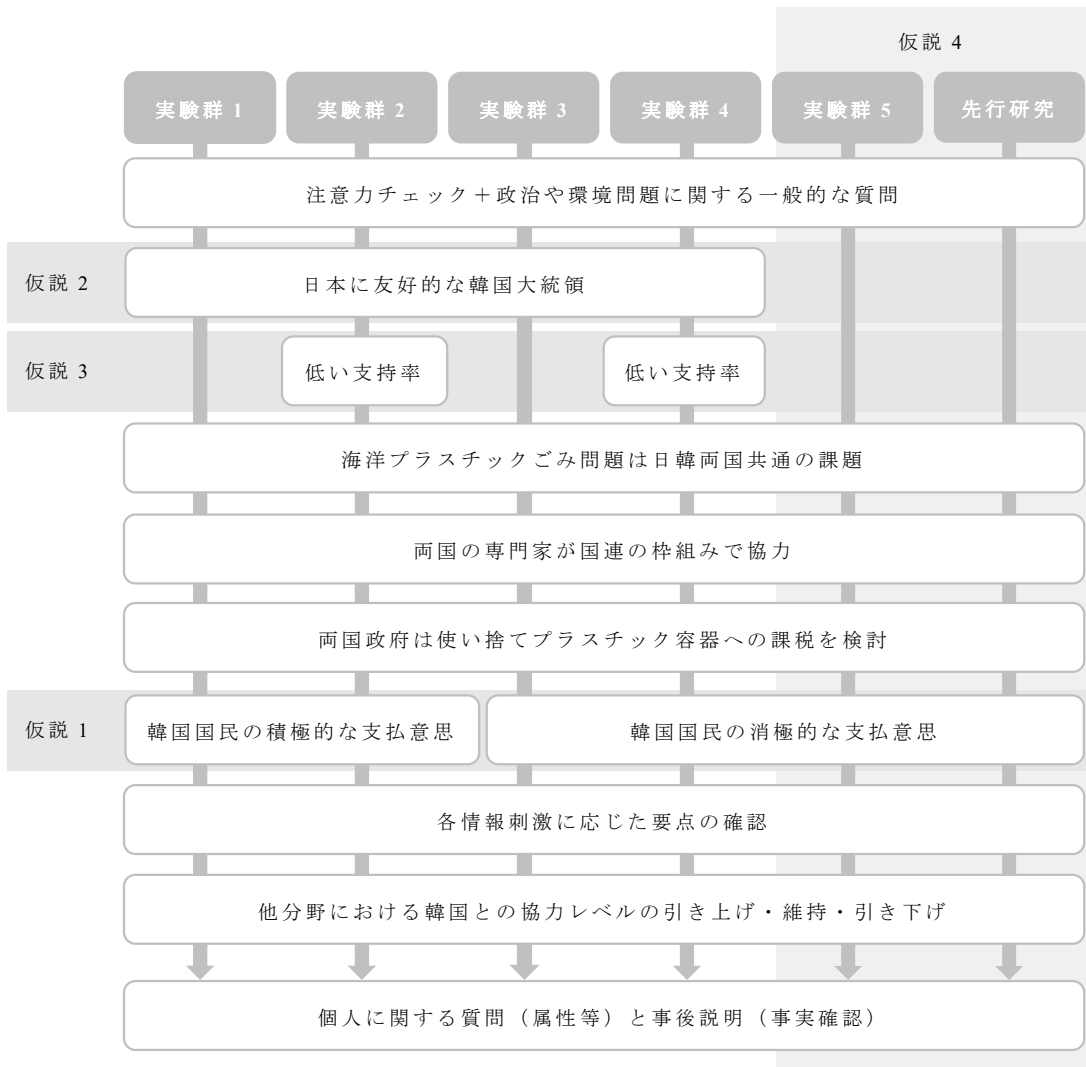 仮説 4
実験群 1
実験群 2
実験群 3
実験群 4
実験群 5
先行研究
注意力チェック＋政治や環境問題に関する一般的な質問
仮説 2
日本に友好的な韓国大統領
仮説 3
低い支持率
低い支持率
海洋プラスチックごみ問題は日韓両国共通の課題
両国の専門家が国連の枠組みで協力
両国政府は使い捨てプラスチック容器への課税を検討
仮説 1
韓国国民の積極的な支払意思
韓国国民の消極的な支払意思
各情報刺激に応じた要点の確認
他分野における韓国との協力レベルの引き上げ・維持・引き下げ
個人に関する質問（属性等）と事後説明（事実確認）